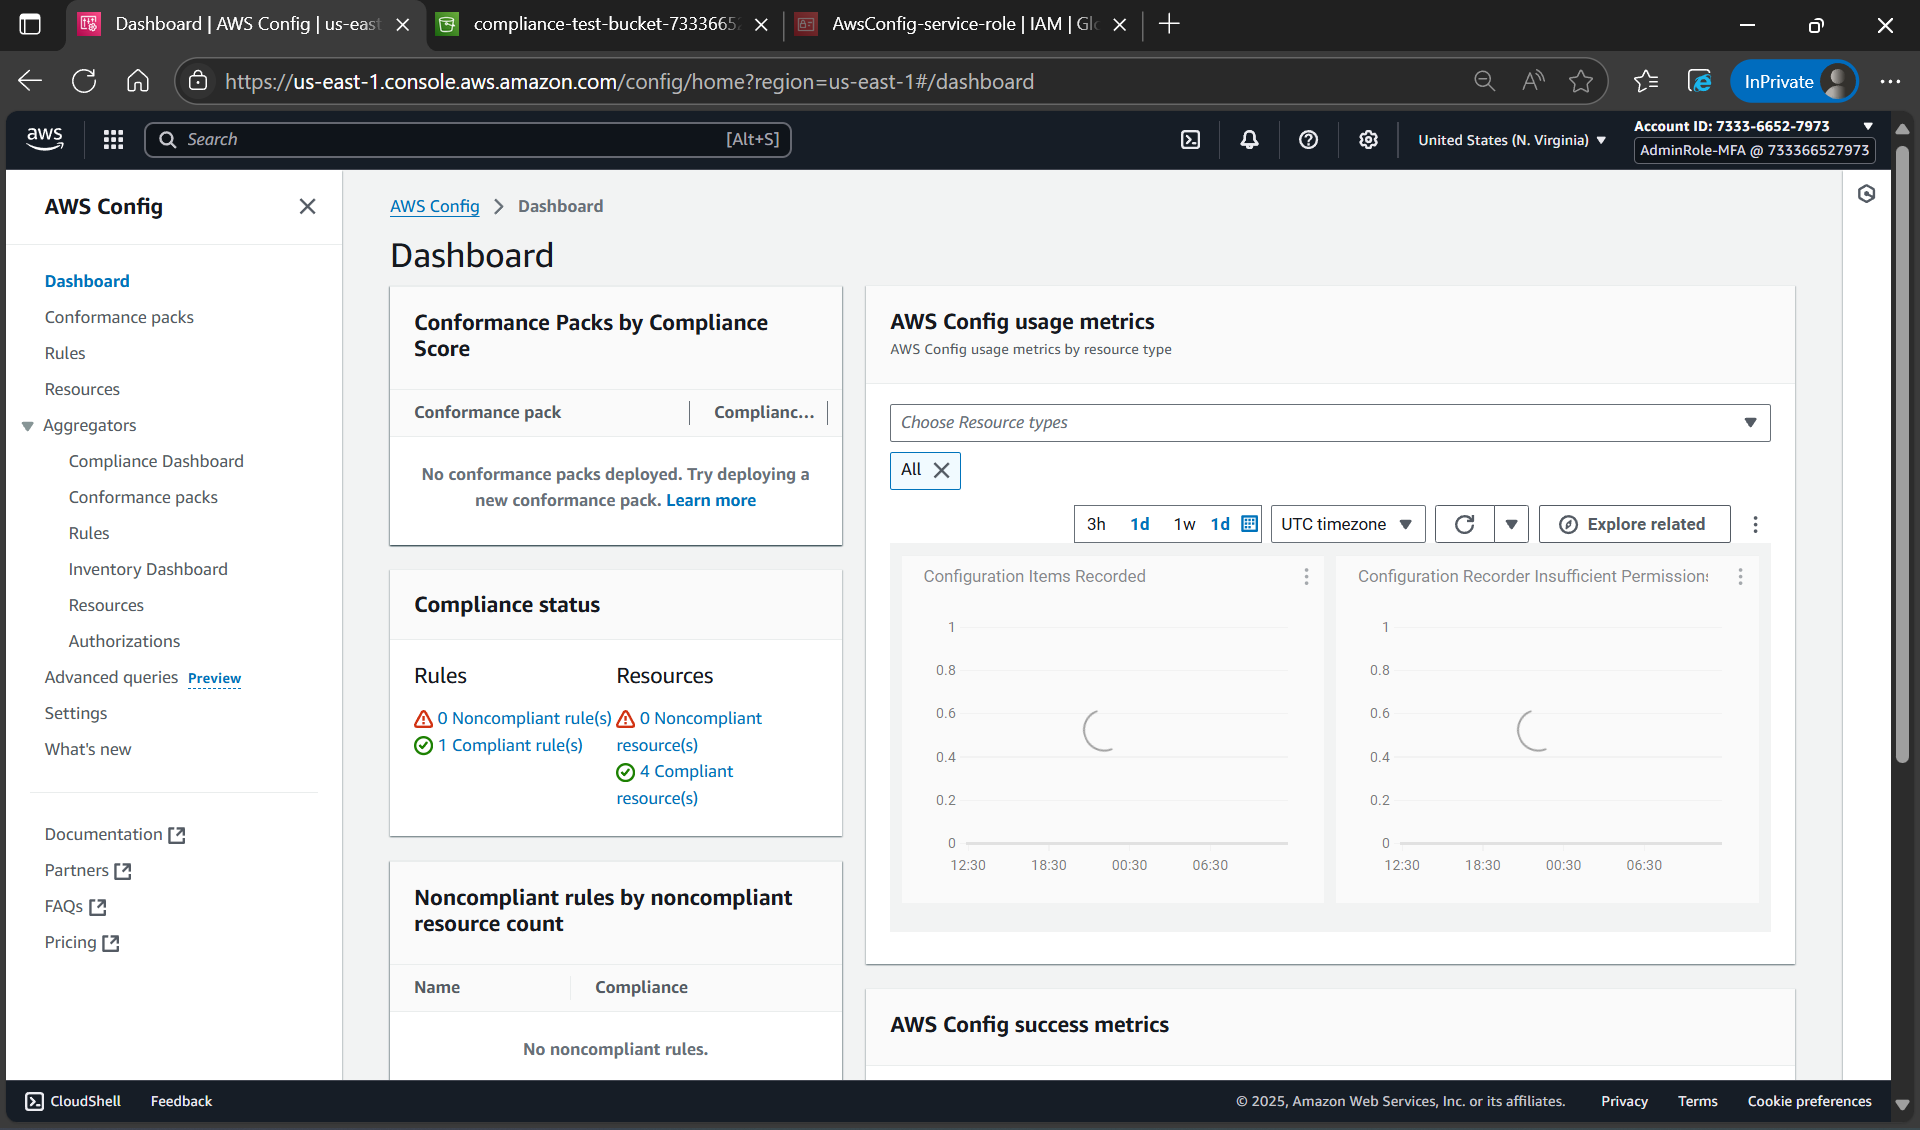 Dashboard | AWS Config | us-east
compliance-test-bucket-73336652
AwsConfig-service-role | IAM | Glo
https://us-east-1.console.aws.amazon.com/config/home?region=us-east-1#/dashboard
InPrivate
aws
Search
[Alt+S]
United States (N. Virginia)
Account ID: 7333-6652-7973
AdminRole-MFA @ 733366527973
AWS Config
Dashboard
Conformance packs
Rules
Resources
Aggregators
Compliance Dashboard
Conformance packs
Rules
Inventory Dashboard
Resources
Authorizations
Advanced queries Preview
Settings
What's new
Documentation
Partners
FAQs
Pricing
AWS Config > Dashboard
Dashboard
Conformance Packs by Compliance
Score
Conformance pack
Complianc...
No conformance packs deployed. Try deploying a
new conformance pack. Learn more
Compliance status
Rules
0 Noncompliant rule(s)
1 Compliant rule(s)
Resources
0 Noncompliant
resource(s)
4 Compliant
resource(s)
Noncompliant rules by noncompliant
resource count
Name
Compliance
No noncompliant rules.
AWS Config usage metrics
AWS Config usage metrics by resource type
Choose Resource types
All
3h 1d 1w 1d
UTC timezone
Explore related
Configuration Items Recorded
1
0.8
0.6
0.4
0.2
0
12:30 18:30 00:30 06:30
Configuration Recorder Insufficient Permissions
1
0.8
0.6
0.4
0.2
0
12:30 18:30 00:30 06:30
AWS Config success metrics
CloudShell
Feedback
© 2025, Amazon Web Services, Inc. or its affiliates.
Privacy
Terms
Cookie preferences